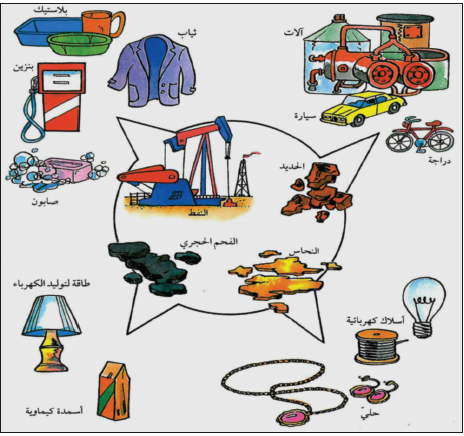 بلاستيك
ثياب
آلات
بنزين
سيارة
دراجة
صابون
الحديد
النفط
الفحم الحجري
النحاس
طاقة لتوليد الكهرباء
أسلاك كهربائية
أسمدة كيماوية
حليّ